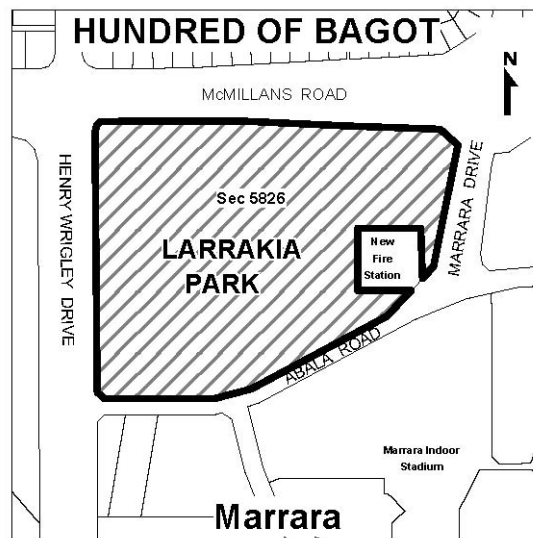 HUNDRED OF BAGOT
N
McMILLANS ROAD
HENRY WRIGLEY DRIVE
MARRARA DRIVE
Sec 5826
LARRAKIA
PARK
New
Fire
Station
ABALA ROAD
Marrara Indoor
Stadium
Marrara